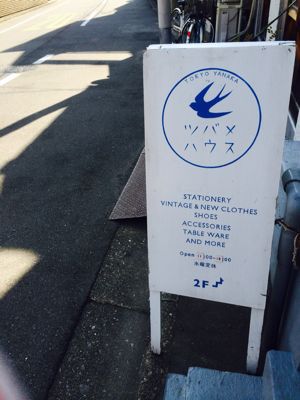 TOKYO YANAKA
ツバメ
ハウス
STATIONERY
VINTAGE & NEW CLOTHES
SHOES
ACCESSORIES
TABLE WARE
AND MORE
Open 11:00-18:00
水曜定休
2F